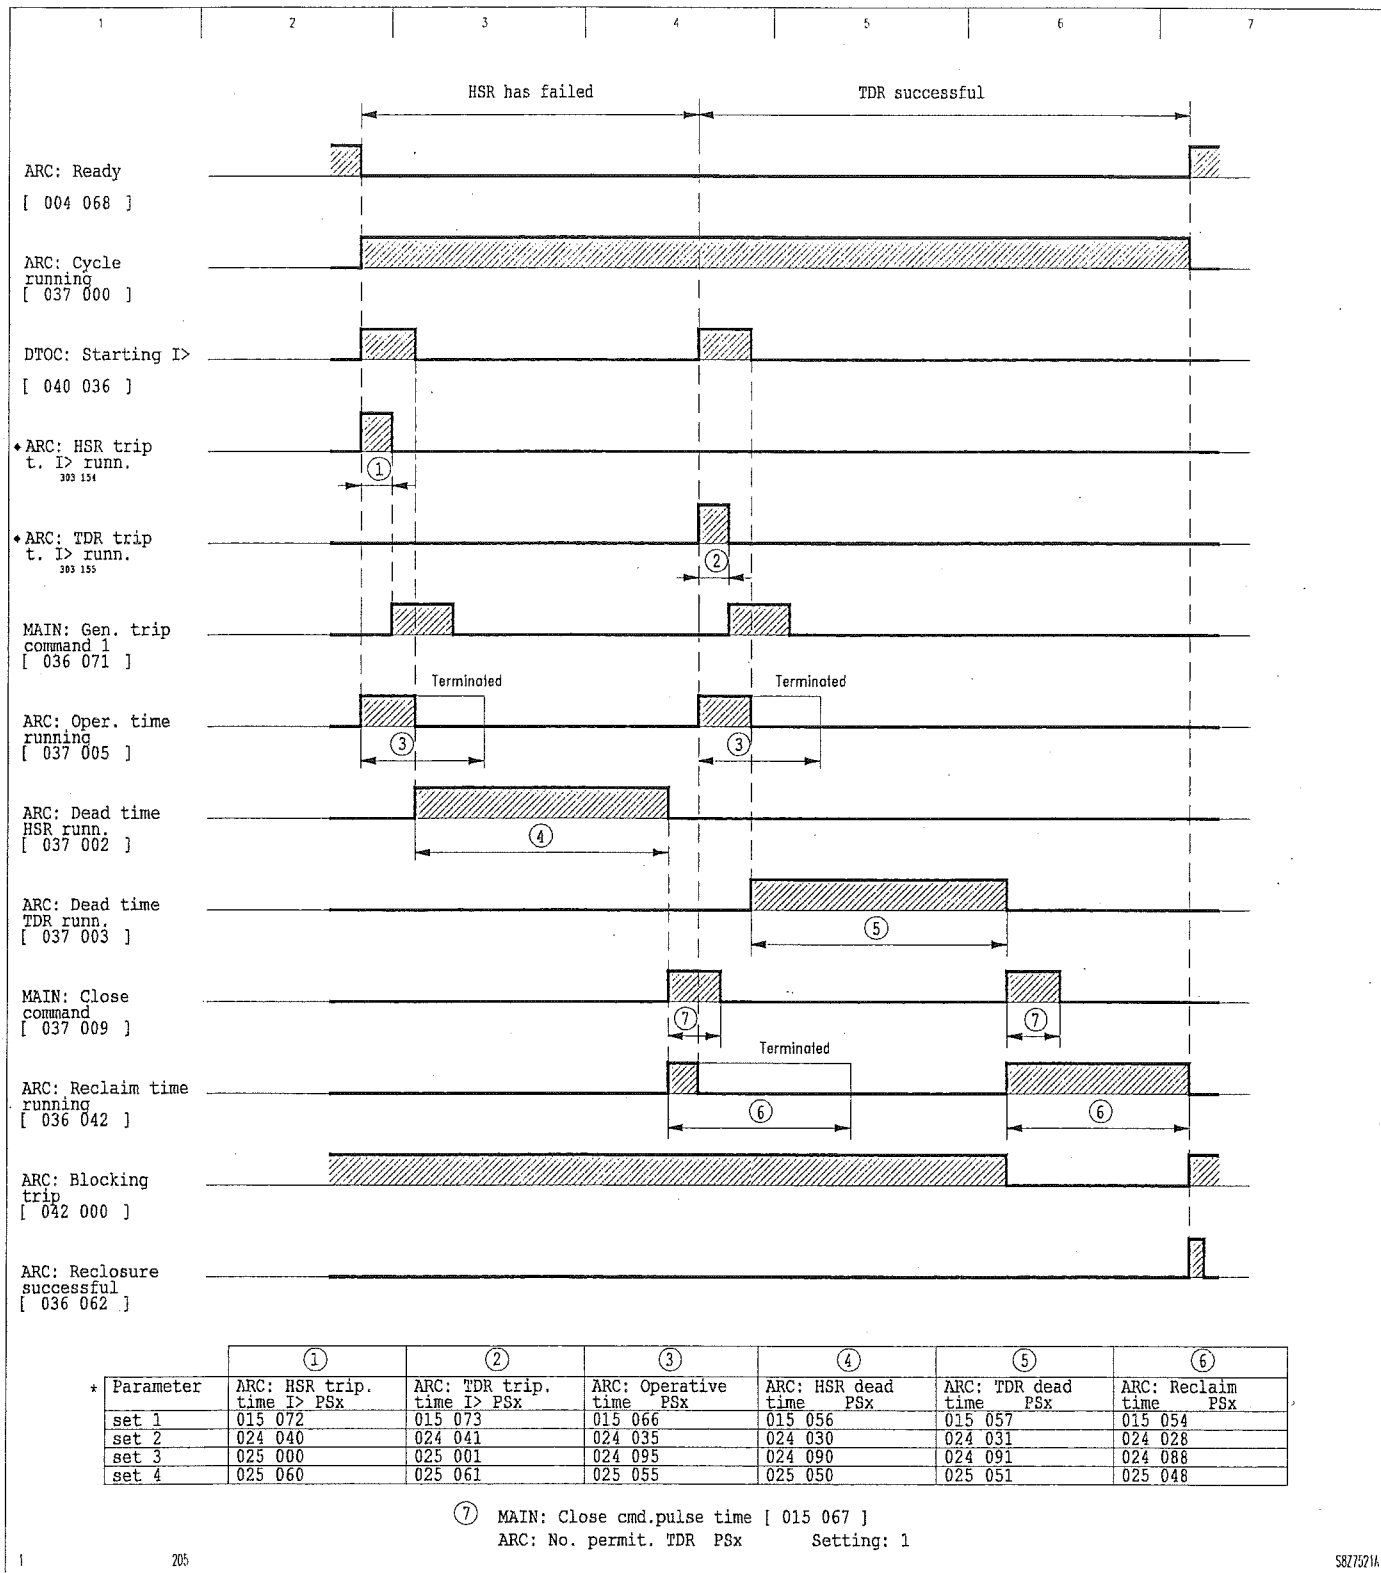 1 2 3 4 5 6 7
HSR has failed TDR successful
ARC: Ready
[ 004 068 ]
ARC: Cycle
running
[ 037 000 ]
DTOC: Starting I>
[ 040 036 ]
◆ARC: HSR trip
t. I> runn.
303 154
①
◆ARC: TDR trip
t. I> runn.
303 155
②
MAIN: Gen. trip
command 1
[ 036 071 ]
Terminated Terminated
ARC: Oper. time
running
[ 037 005 ]
③ ③
ARC: Dead time
HSR runn.
[ 037 002 ]
④
ARC: Dead time
TDR runn.
[ 037 003 ]
⑤
MAIN: Close
command
[ 037 009 ]
⑦ ⑦
Terminated
ARC: Reclaim time
running
[ 036 042 ]
⑥ ⑥
ARC: Blocking
trip
[ 042 000 ]
ARC: Reclosure
successful
[ 036 062 ]
① ② ③ ④ ⑤ ⑥
* Parameter ARC: HSR trip. ARC: TDR trip. ARC: Operative ARC: HSR dead ARC: TDR dead ARC: Reclaim
time I> PSx time I> PSx time PSx time PSx time PSx time PSx
set 1 015 072 015 073 015 066 015 056 015 057 015 054
set 2 024 040 024 041 024 035 024 030 024 031 024 028
set 3 025 000 025 001 024 095 024 090 024 091 024 088
set 4 025 060 025 061 025 055 025 050 025 051 025 048
⑦ MAIN: Close cmd.pulse time [ 015 067 ]
ARC: No. permit. TDR PSx Setting: 1
1 205 S8Z7521A